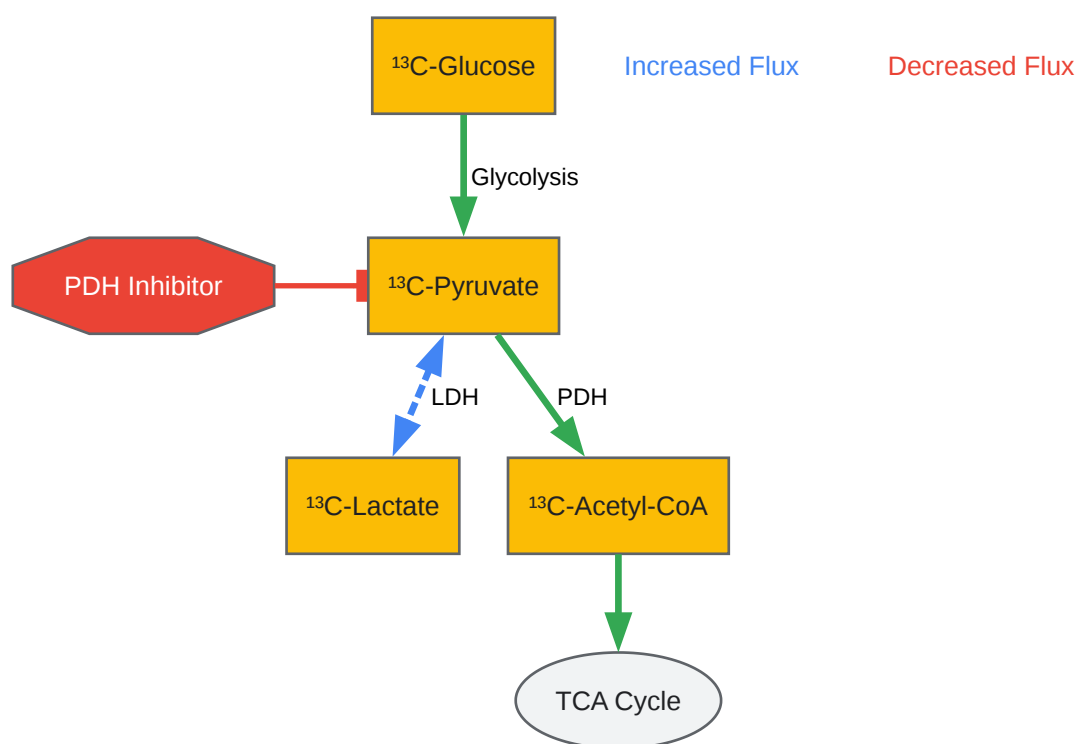 ¹³C-Glucose
Increased Flux
Decreased Flux
Glycolysis
PDH Inhibitor
¹³C-Pyruvate
LDH
PDH
¹³C-Lactate
¹³C-Acetyl-CoA
TCA Cycle